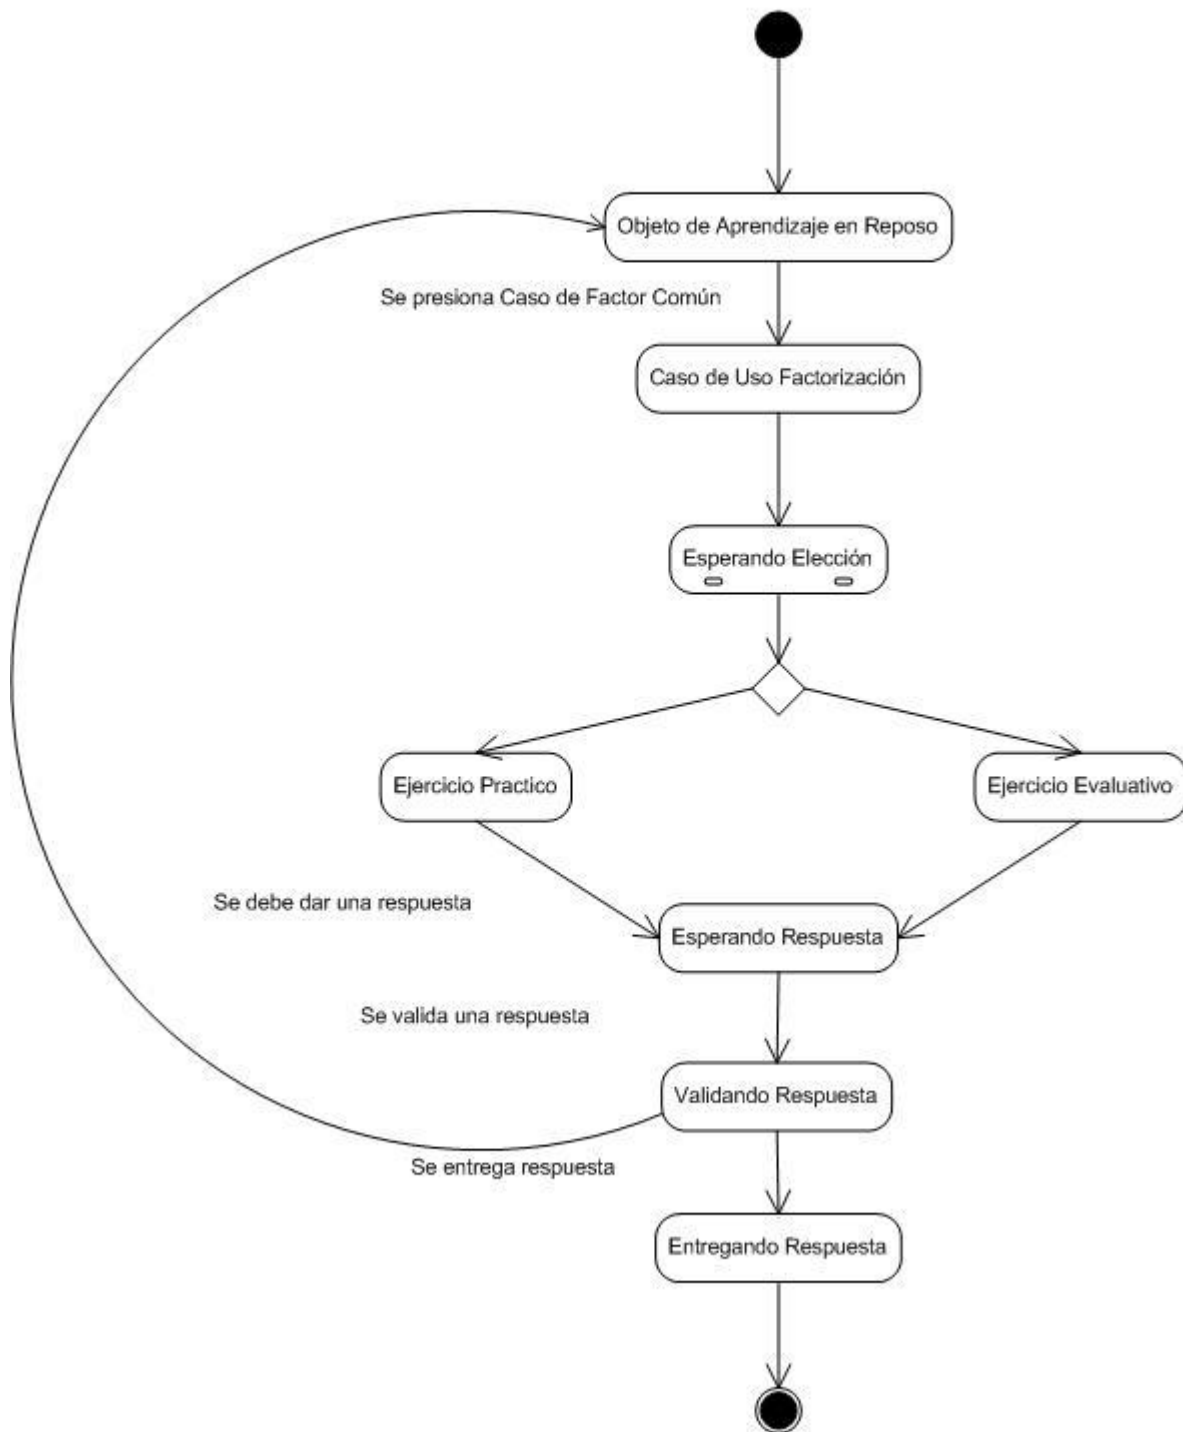 Objeto de Aprendizaje en Reposo
Se presiona Caso de Factor Común
Caso de Uso Factorización
Esperando Elección
Ejercicio Practico
Ejercicio Evaluativo
Se debe dar una respuesta
Esperando Respuesta
Se valida una respuesta
Validando Respuesta
Se entrega respuesta
Entregando Respuesta